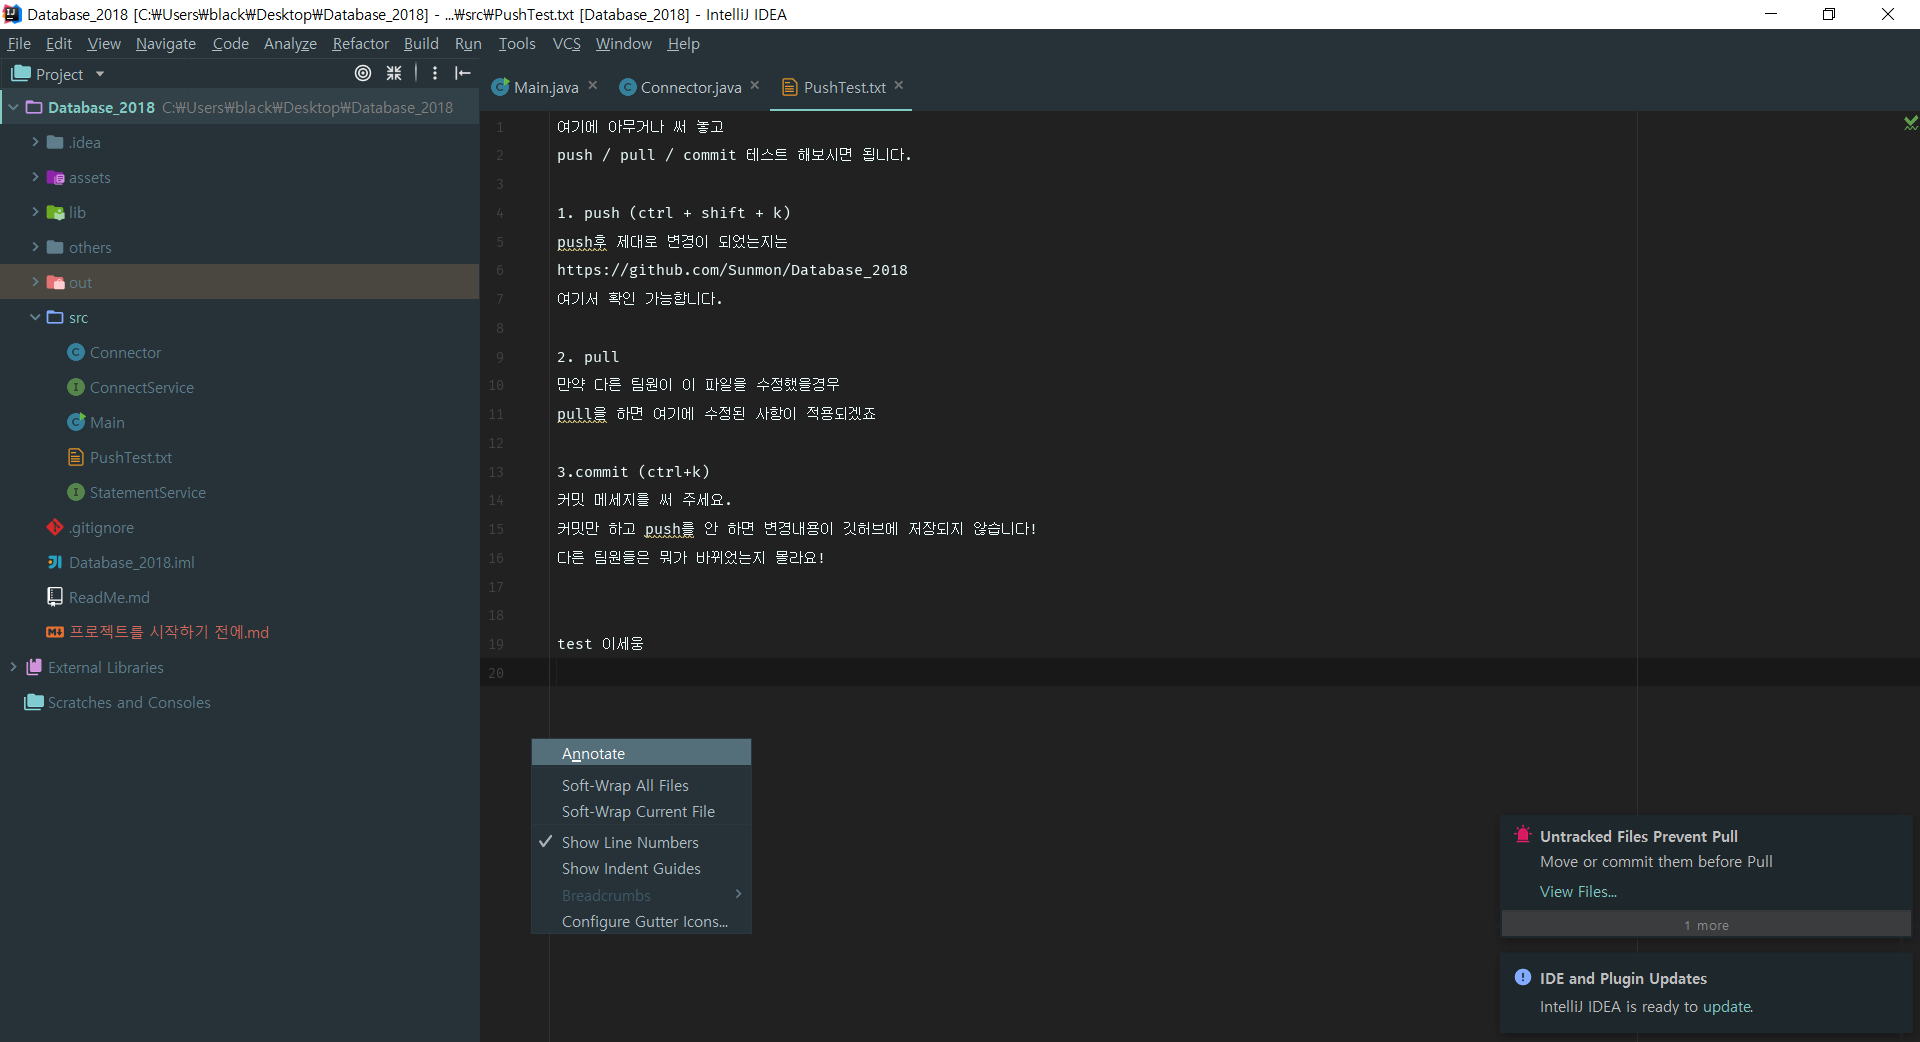 Database_2018 [C:₩Users₩black₩Desktop₩Database_2018] - ...₩src₩PushTest.txt [Database_2018] - IntelliJ IDEA
File Edit View Navigate Code Analyze Refactor Build Run Tools VCS Window Help
Project
Main.java Connector.java PushTest.txt
Database_2018 C:₩Users₩black₩Desktop₩Database_2018
.idea
assets
lib
others
out
src
Connector
ConnectService
Main
PushTest.txt
StatementService
.gitignore
Database_2018.iml
ReadMe.md
프로젝트를 시작하기 전에.md
External Libraries
Scratches and Consoles
1 여기에 아무거나 써 놓고
2 push / pull / commit 테스트 해보시면 됩니다.
3
4 1. push (ctrl + shift + k)
5 push후 제대로 변경이 되었는지는
6 https://github.com/Sunmon/Database_2018
7 여기서 확인 가능합니다.
8
9 2. pull
10 만약 다른 팀원이 이 파일을 수정했을경우
11 pull을 하면 여기에 수정된 사항이 적용되겠죠
12
13 3.commit (ctrl+k)
14 커밋 메세지를 써 주세요.
15 커밋만 하고 push를 안 하면 변경내용이 깃허브에 저장되지 않습니다!
16 다른 팀원들은 뭐가 바뀌었는지 몰라요!
17
18
19 test 이세웅
20
Annotate
Soft-Wrap All Files
Soft-Wrap Current File
Show Line Numbers
Show Indent Guides
Breadcrumbs
Configure Gutter Icons...
Untracked Files Prevent Pull
Move or commit them before Pull
View Files...
1 more
IDE and Plugin Updates
IntelliJ IDEA is ready to update.